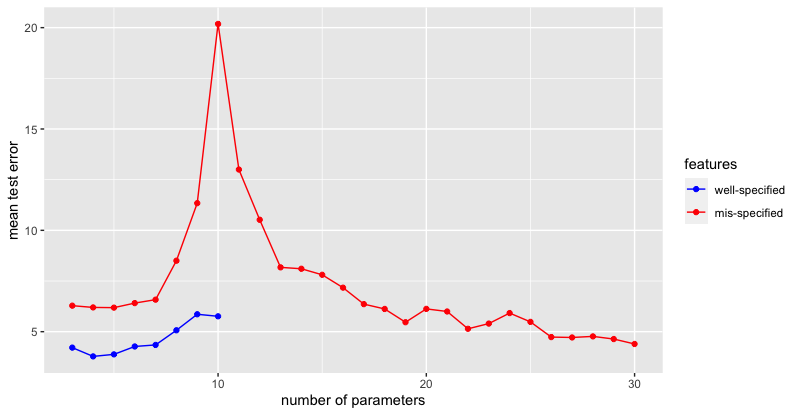 20
15
10
5
mean test error
10
20
30
number of parameters
features
well-specified
mis-specified